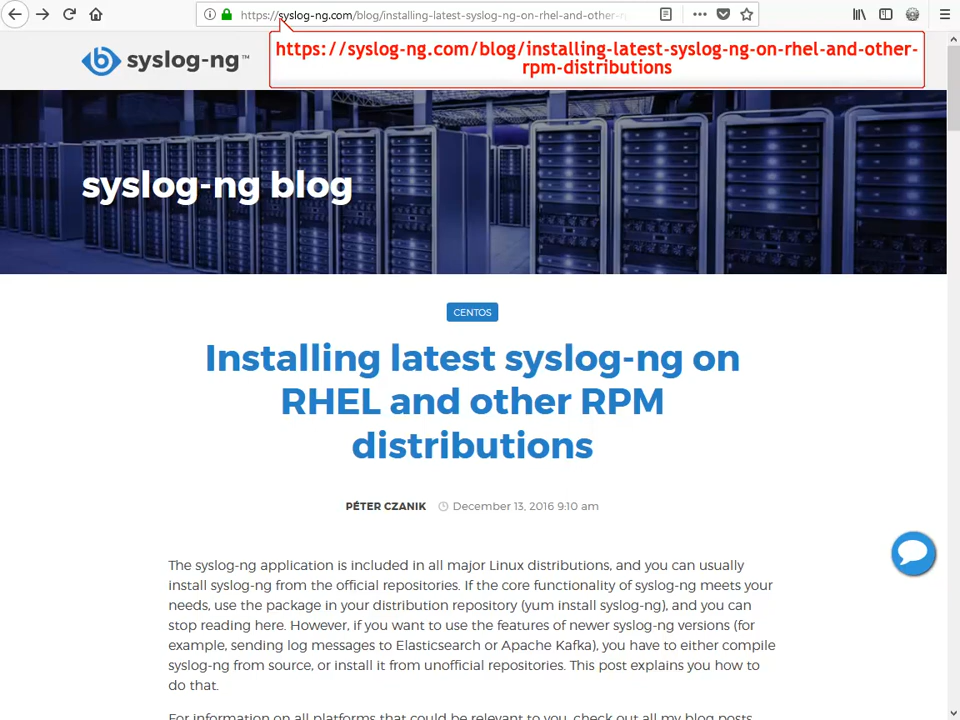 https://syslog-ng.com/blog/installing-latest-syslog-ng-on-rhel-and-other-r
https://syslog-ng.com/blog/installing-latest-syslog-ng-on-rhel-and-other-
rpm-distributions
syslog-ng™
syslog-ng blog
CENTOS
Installing latest syslog-ng on
RHEL and other RPM
distributions
PÉTER CZANIK December 13, 2016 9:10 am
The syslog-ng application is included in all major Linux distributions, and you can usually
install syslog-ng from the official repositories. If the core functionality of syslog-ng meets your
needs, use the package in your distribution repository (yum install syslog-ng), and you can
stop reading here. However, if you want to use the features of newer syslog-ng versions (for
example, sending log messages to Elasticsearch or Apache Kafka), you have to either compile
syslog-ng from source, or install it from unofficial repositories. This post explains you how to
do that.
For information on all platforms that could be relevant to you, check out all my blog posts